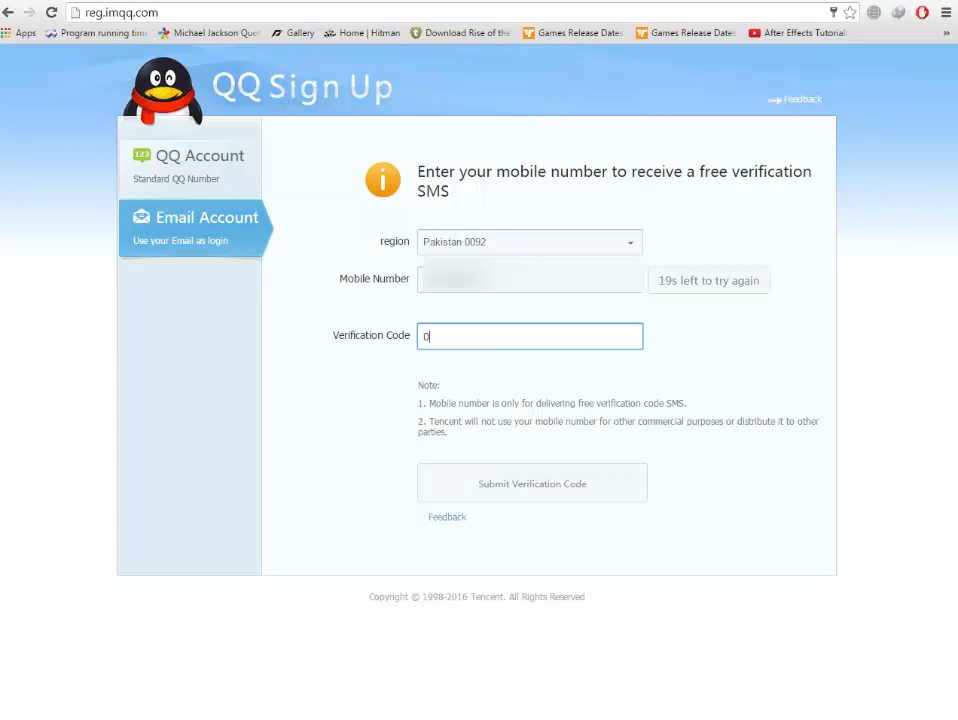 reg.imqq.com
Apps Program running time Michael Jackson Quot Gallery Home | Hitman Download Rise of the Games Release Dates Games Release Dates After Effects Tutorial »
QQ Sign Up
Feedback
123 QQ Account
Standard QQ Number
Email Account
Use your Email as login
Enter your mobile number to receive a free verification
SMS
region Pakistan 0092
Mobile Number 19s left to try again
Verification Code 0
Note:
1. Mobile number is only for delivering free verification code SMS.
2. Tencent will not use your mobile number for other commercial purposes or distribute it to other
parties.
Submit Verification Code
Feedback
Copyright © 1998-2016 Tencent. All Rights Reserved